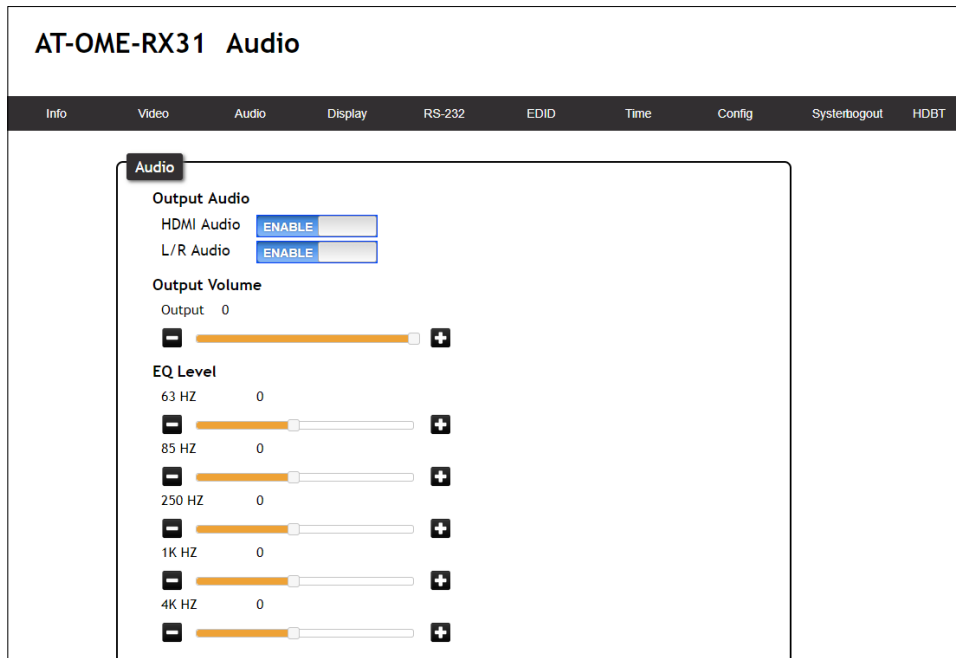 AT-OME-RX31 Audio
Info Video Audio Display RS-232 EDID Time Config Systembogout HDBT
Audio
Output Audio
HDMI Audio ENABLE
L/R Audio ENABLE
Output Volume
Output 0
EQ Level
63 HZ 0
85 HZ 0
250 HZ 0
1K HZ 0
4K HZ 0